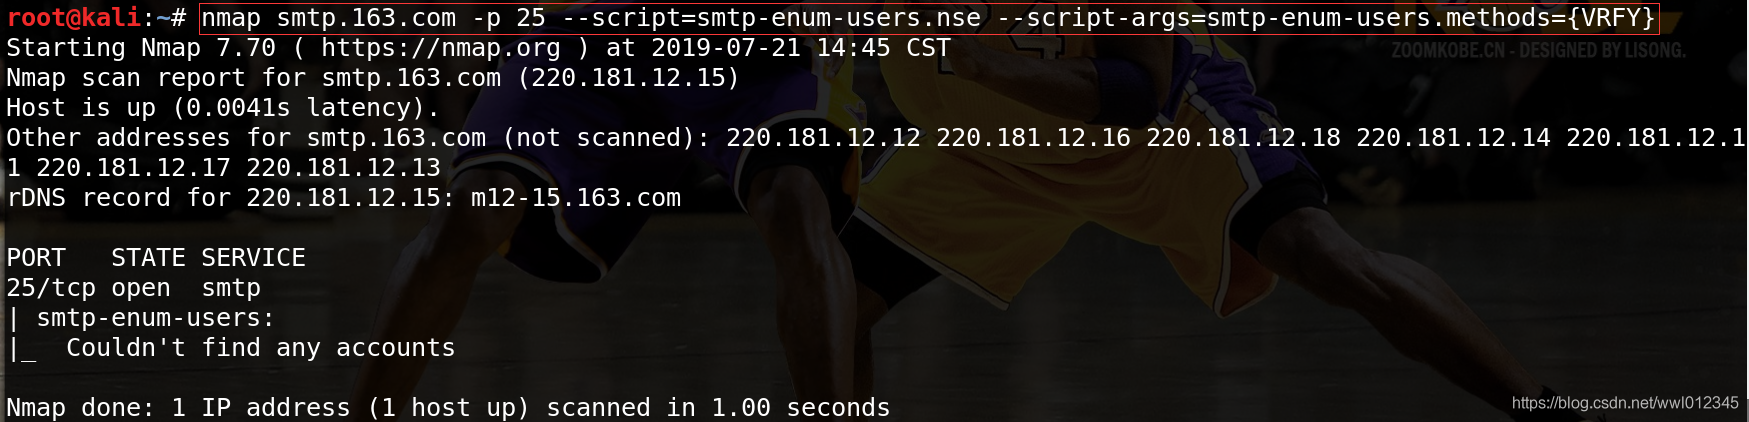 root@kali:~# nmap smtp.163.com -p 25 --script=smtp-enum-users.nse --script-args=smtp-enum-users.methods={VRFY}
Starting Nmap 7.70 ( https://nmap.org ) at 2019-07-21 14:45 CST
ZOOMKOBE.CN - DESIGNED BY LISONG.
Nmap scan report for smtp.163.com (220.181.12.15)
Host is up (0.0041s latency).
Other addresses for smtp.163.com (not scanned): 220.181.12.12 220.181.12.16 220.181.12.18 220.181.12.14 220.181.12.1
1 220.181.12.17 220.181.12.13
rDNS record for 220.181.12.15: m12-15.163.com
PORT   STATE SERVICE
25/tcp open  smtp
| smtp-enum-users:
|_  Couldn't find any accounts
Nmap done: 1 IP address (1 host up) scanned in 1.00 seconds
https://blog.csdn.net/wwl012345